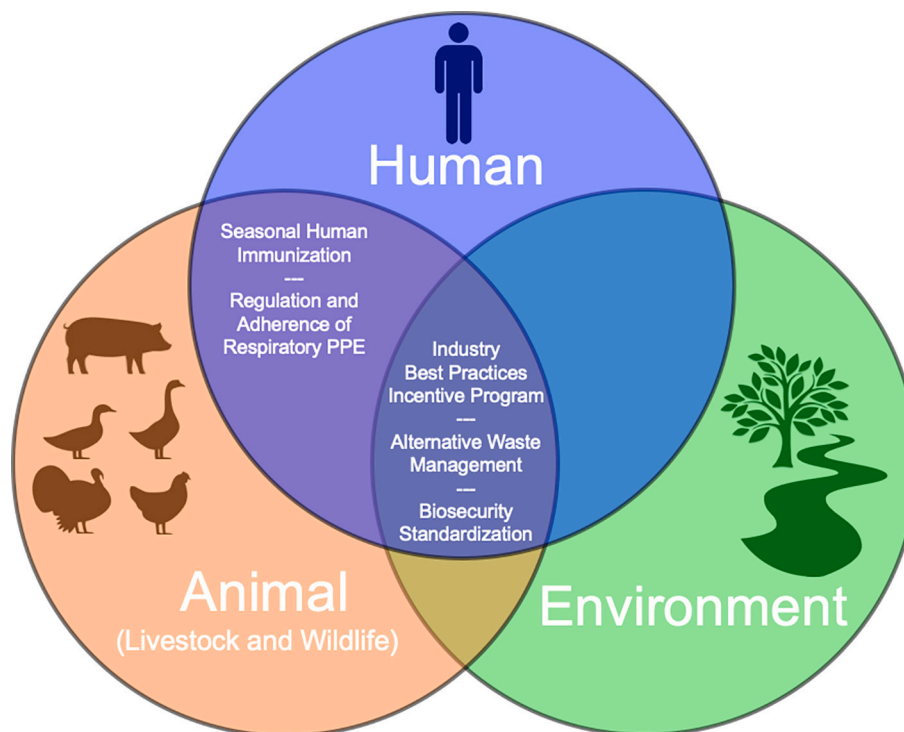 Human
Seasonal Human
Immunization
---
Regulation and
Adherence of
Respiratory PPE
Industry
Best Practices
Incentive Program
---
Alternative Waste
Management
---
Biosecurity
Standardization
Animal
(Livestock and Wildlife)
Environment